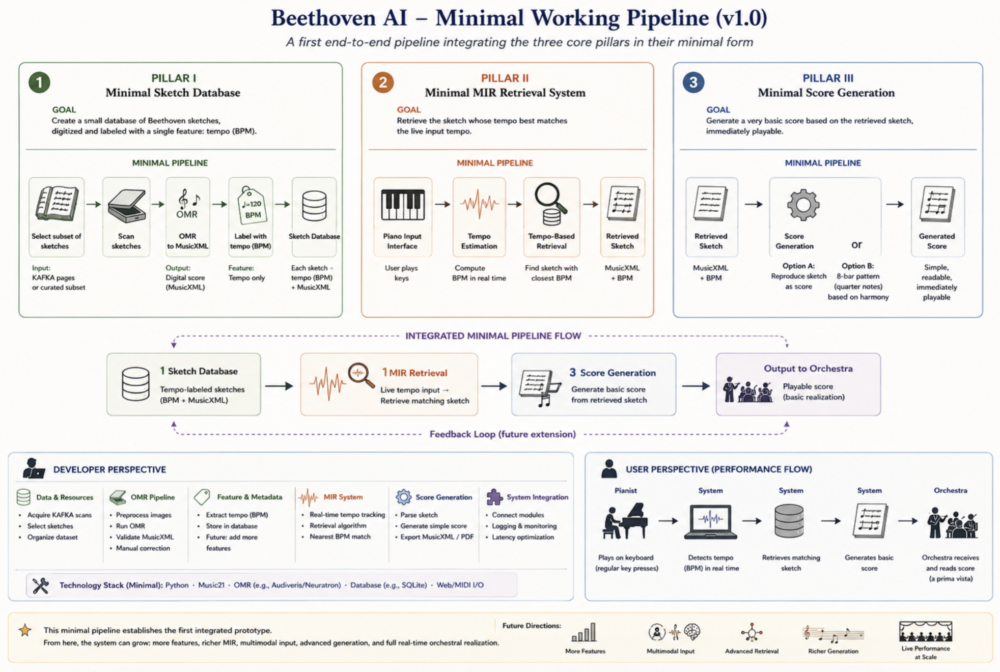 Beethoven AI – Minimal Working Pipeline (v1.0)
A first end-to-end pipeline integrating the three core pillars in their minimal form
1
PILLAR I
Minimal Sketch Database
GOAL
Create a small database of Beethoven sketches,
digitized and labeled with a single feature: tempo (BPM).
MINIMAL PIPELINE
OMR
♩=120
BPM
Select subset of
sketches
Scan
sketches
OMR
to MusicXML
Label with
tempo (BPM)
Sketch Database
Input:
KAFKA pages
or curated subset
Output:
Digital score
(MusicXML)
Feature:
Tempo only
Each sketch =
tempo (BPM)
+ MusicXML
2
PILLAR II
Minimal MIR Retrieval System
GOAL
Retrieve the sketch whose tempo best matches
the live input tempo.
MINIMAL PIPELINE
Piano Input
Interface
Tempo
Estimation
Tempo-Based
Retrieval
Retrieved
Sketch
User plays
keys
Compute
BPM in real time
Find sketch with
closest BPM
MusicXML
+ BPM
3
PILLAR III
Minimal Score Generation
GOAL
Generate a very basic score based on the retrieved sketch,
immediately playable.
MINIMAL PIPELINE
Retrieved
Sketch
Score
Generation
or
Generated
Score
MusicXML
+ BPM
Option A:
Reproduce sketch
as score
Option B:
8-bar pattern
(quarter notes)
based on harmony
Simple,
readable,
immediately
playable
INTEGRATED MINIMAL PIPELINE FLOW
1 Sketch Database
Tempo-labeled sketches
(BPM + MusicXML)
1 MIR Retrieval
Live tempo input →
Retrieve matching sketch
3 Score Generation
Generate basic score
from retrieved sketch
Output to Orchestra
Playable score
(basic realization)
Feedback Loop (future extension)
DEVELOPER PERSPECTIVE
Data & Resources
• Acquire KAFKA scans
• Select sketches
• Organize dataset
OMR Pipeline
• Preprocess images
• Run OMR
• Validate MusicXML
• Manual correction
Feature & Metadata
• Extract tempo (BPM)
• Store in database
• Future: add more
features
MIR System
• Real-time tempo tracking
• Retrieval algorithm
• Nearest BPM match
Score Generation
• Parse sketch
• Generate simple score
• Export MusicXML / PDF
System Integration
• Connect modules
• Logging & monitoring
• Latency optimization
Technology Stack (Minimal): Python · Music21 · OMR (e.g., Audiveris/Neuratron) · Database (e.g., SQLite) · Web/MIDI I/O
USER PERSPECTIVE (PERFORMANCE FLOW)
Pianist
System
System
System
Orchestra
Plays on keyboard
(regular key presses)
Detects tempo
(BPM) in real time
Retrieves matching
sketch
Generates basic
score
Orchestra receives
and reads score
(a prima vista)
This minimal pipeline establishes the first integrated prototype.
From here, the system can grow: more features, richer MIR, multimodal input, advanced generation, and full real-time orchestral realization.
Future Directions:
More Features
Multimodal Input
Advanced Retrieval
Richer Generation
Live Performance
at Scale